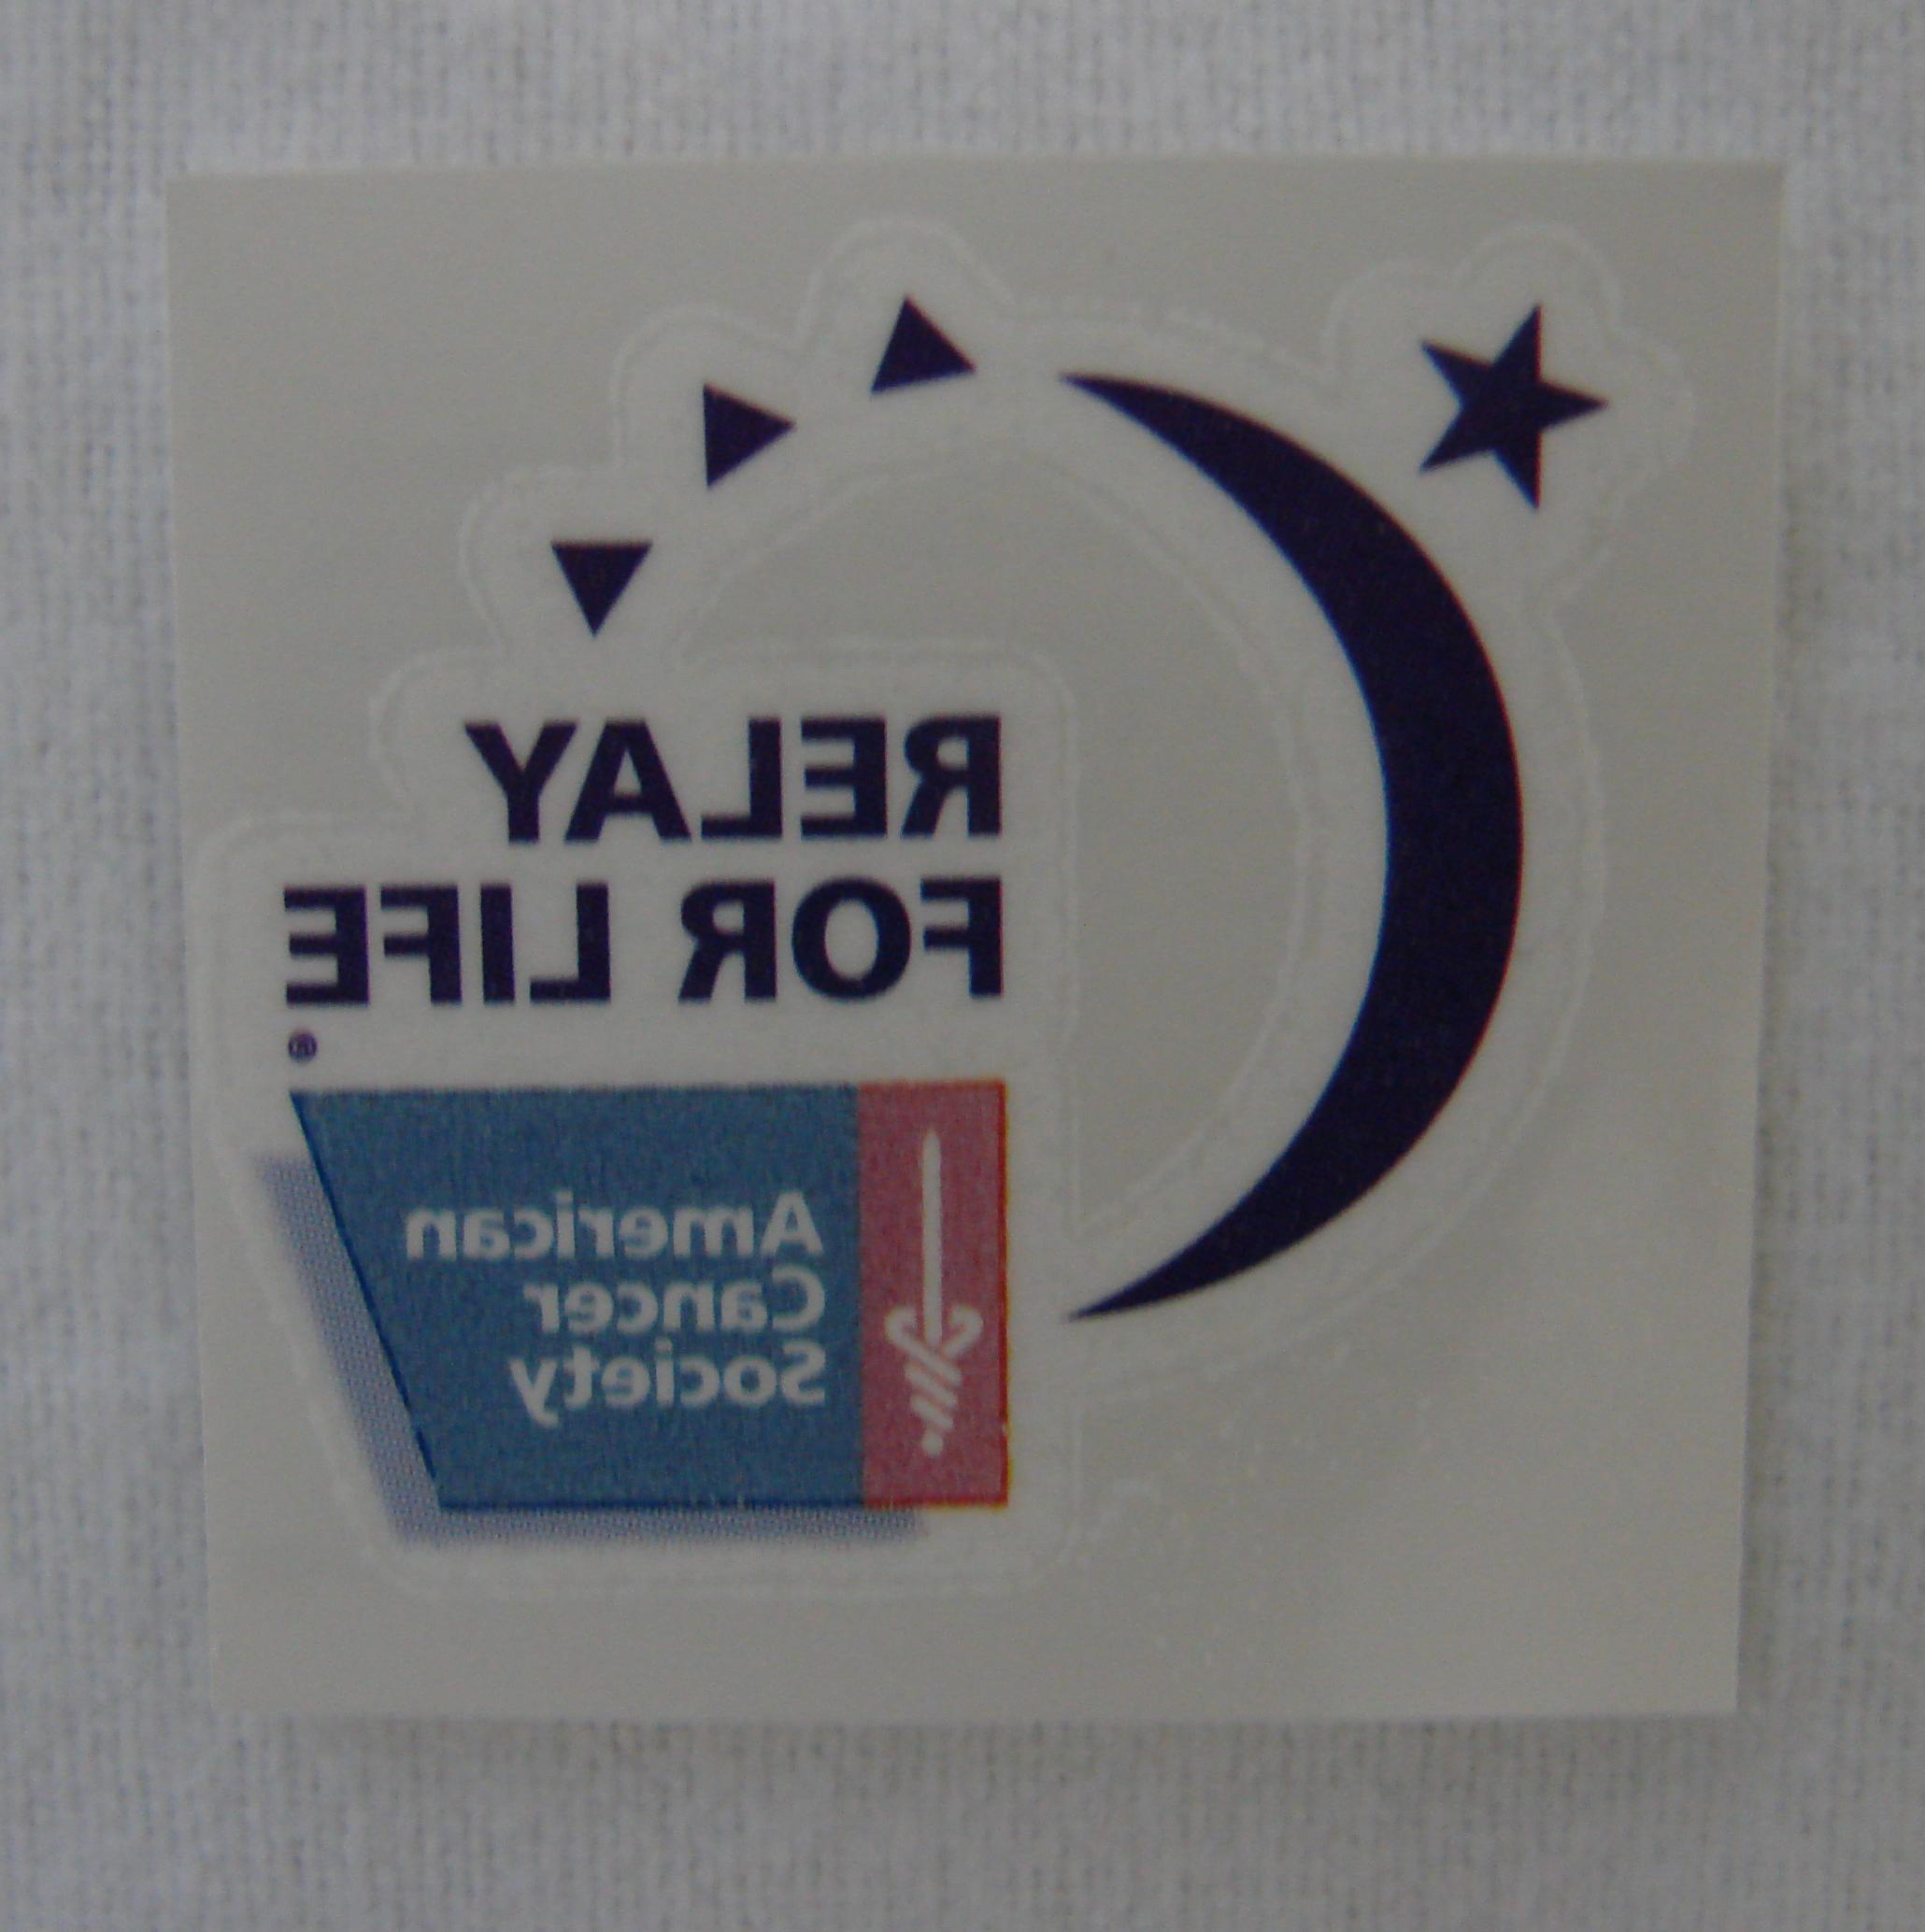 RELAY
FOR LIFE®
American
Cancer
Society